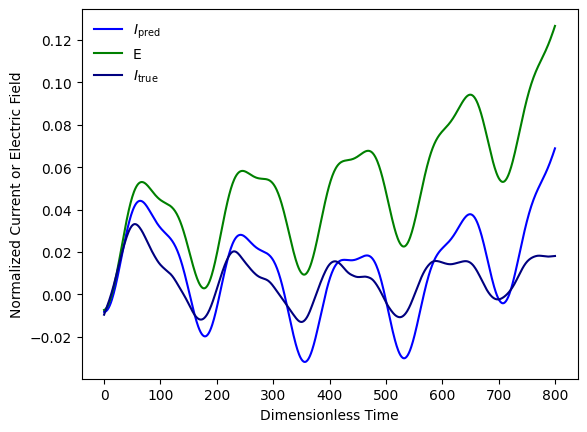 I_pred
E
I_true
Normalized Current or Electric Field
0.12
0.10
0.08
0.06
0.04
0.02
0.00
−0.02
0 100 200 300 400 500 600 700 800
Dimensionless Time